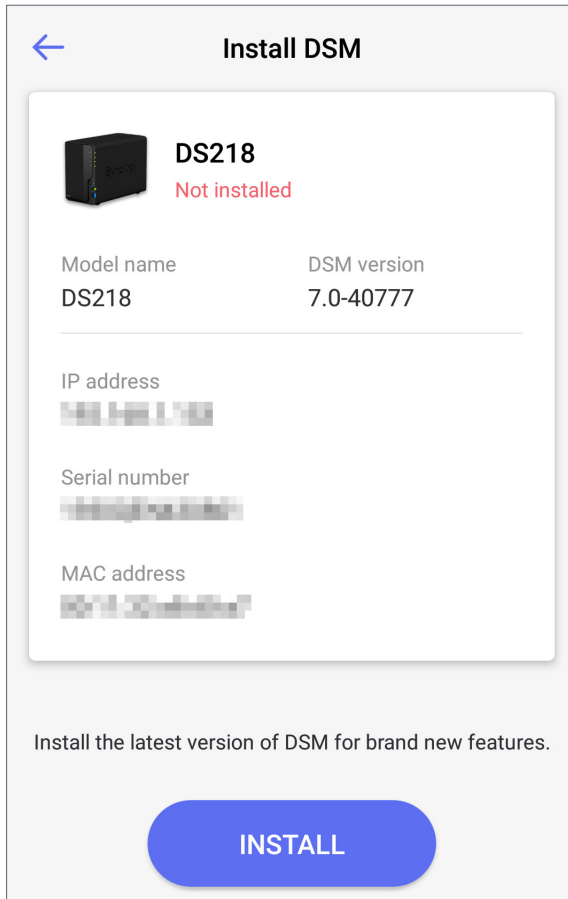 Install DSM
Synology
DS218
Not installed
Model name
DSM version
DS218
7.0-40777
IP address
Serial number
MAC address
Install the latest version of DSM for brand new features.
INSTALL